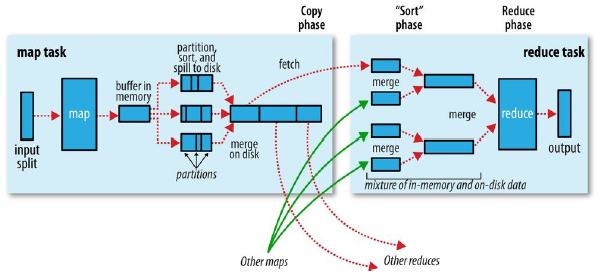 Copy
phase
"Sort"
phase
Reduce
phase
map task
reduce task
partition,
sort, and
spill to disk
fetch
buffer in
memory
map
merge
merge
reduce
merge
on disk
merge
input
split
output
partitions
mixture of in-memory and on-disk data
Other maps
Other reduces